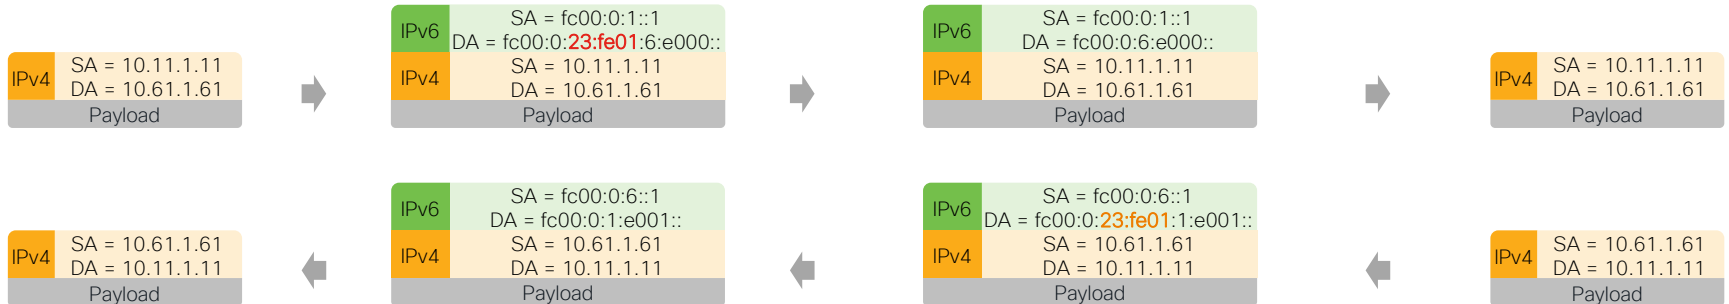 IPv4
SA = 10.11.1.11
DA = 10.61.1.61
Payload
IPv6
SA = fc00:0:1::1
DA = fc00:0:23:fe01:6:e000::
IPv4
SA = 10.11.1.11
DA = 10.61.1.61
Payload
IPv6
SA = fc00:0:1::1
DA = fc00:0:6:e000::
IPv4
SA = 10.11.1.11
DA = 10.61.1.61
Payload
IPv4
SA = 10.11.1.11
DA = 10.61.1.61
Payload
IPv4
SA = 10.61.1.61
DA = 10.11.1.11
Payload
IPv6
SA = fc00:0:6::1
DA = fc00:0:1:e001::
IPv4
SA = 10.61.1.61
DA = 10.11.1.11
Payload
IPv6
SA = fc00:0:6::1
DA = fc00:0:23:fe01:1:e001::
IPv4
SA = 10.61.1.61
DA = 10.11.1.11
Payload
IPv4
SA = 10.61.1.61
DA = 10.11.1.11
Payload